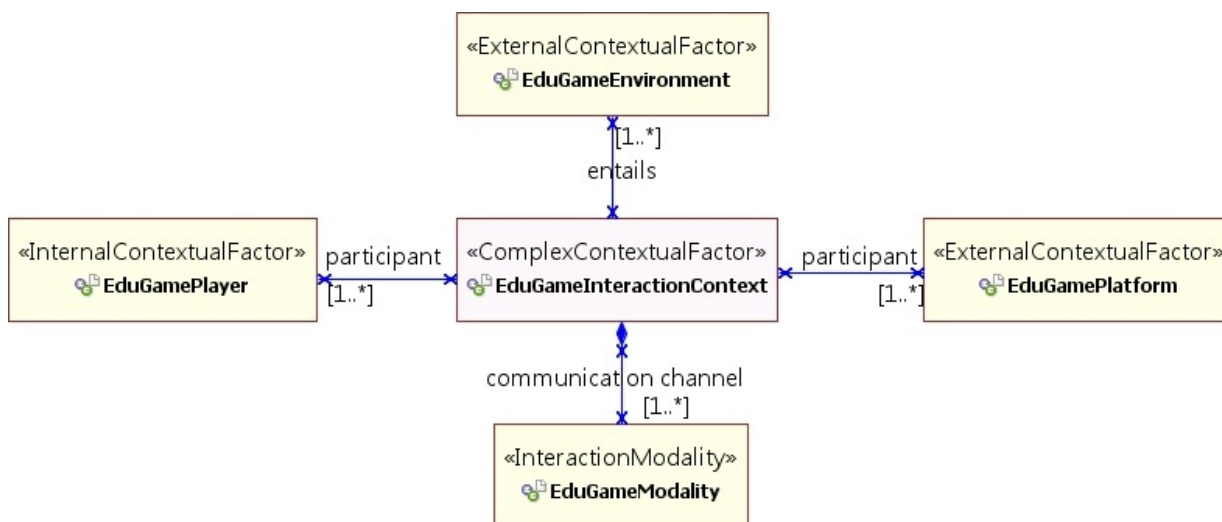 «ExternalContextualFactor»
EduGameEnvironment
[1..*]
entails
«InternalContextualFactor»
EduGamePlayer
participant
[1..*]
«ComplexContextualFactor»
EduGameInteractionContext
participant
[1..*]
«ExternalContextualFactor»
EduGamePlatform
communication channel
[1..*]
«InteractionModality»
EduGameModality